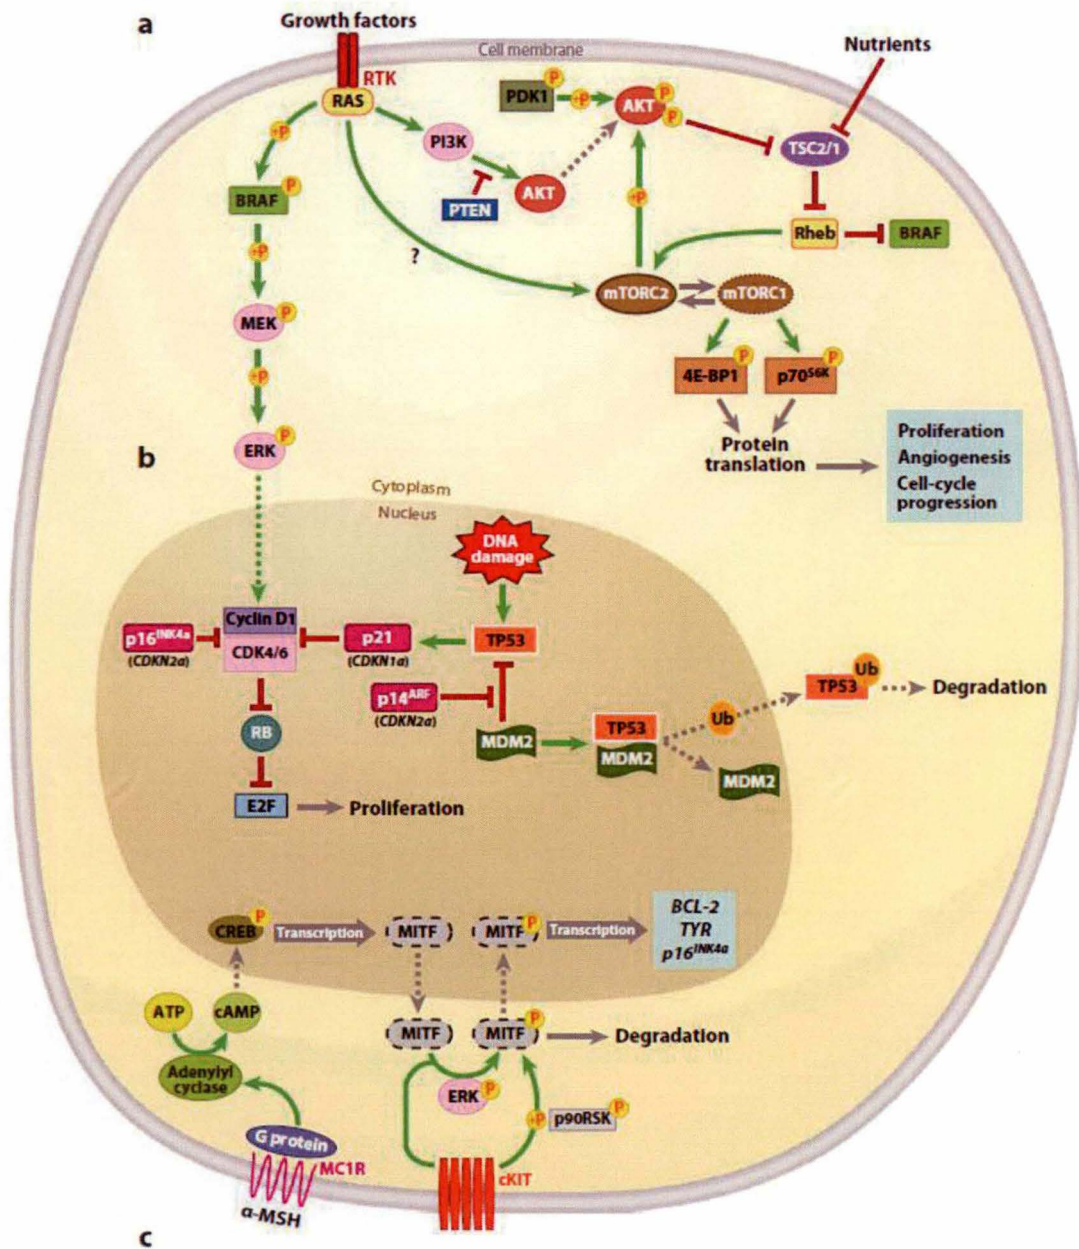 a
Growth factors
Cell membrane
Nutrients
RTK
RAS
PDK1
P
+P
AKT
P
P
TSC2/1
+P
PI3K
PTEN
AKT
BRAF
P
+P
Rheb
BRAF
+P
?
mTORC2
mTORC1
MEK
P
+P
4E-BP1
P
p70S6K
P
ERK
P
Protein
translation
Proliferation
Angiogenesis
Cell-cycle
progression
b
Cytoplasm
Nucleus
DNA
damage
p16INK4a
(CDKN2a)
Cyclin D1
CDK4/6
p21
(CDKN1a)
TP53
p14ARF
(CDKN2a)
RB
MDM2
TP53
MDM2
Ub
TP53
Ub
Degradation
MDM2
E2F
Proliferation
CREB
P
Transcription
MITF
MITF
P
Transcription
BCL-2
TYR
p16INK4a
ATP
cAMP
MITF
MITF
P
Degradation
Adenylyl
cyclase
ERK
P
+P
p90RSK
P
G protein
MC1R
α-MSH
cKIT
c